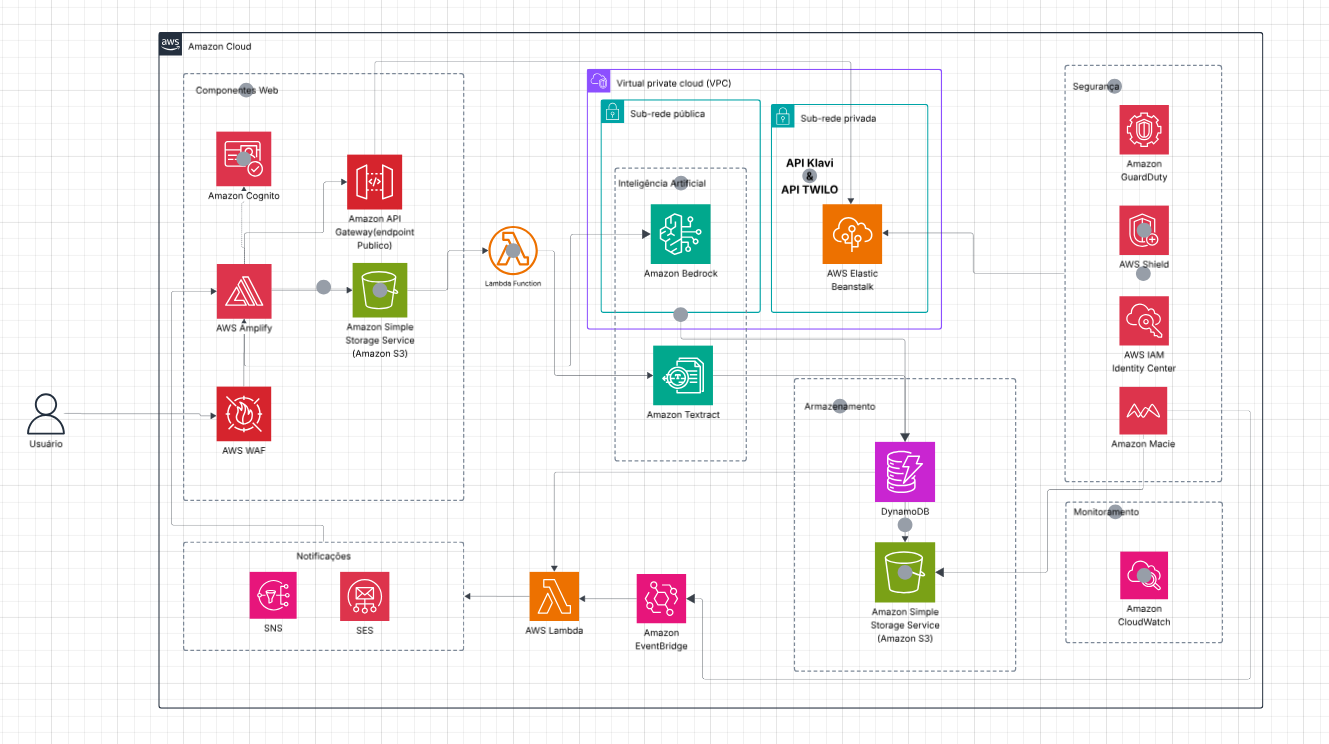 aws
Amazon Cloud
Componentes Web
Amazon Cognito
Amazon API
Gateway(endpoint
Publico)
AWS Amplify
Amazon Simple
Storage Service
(Amazon S3)
AWS WAF
Usuário
Lambda Function
Virtual private cloud (VPC)
Sub-rede pública
Inteligência Artificial
Amazon Bedrock
Amazon Textract
Sub-rede privada
API Klavi
&
API TWILO
AWS Elastic
Beanstalk
Segurança
Amazon
GuardDuty
AWS Shield
AWS IAM
Identity Center
Amazon Macie
Armazenamento
DynamoDB
Amazon Simple
Storage Service
(Amazon S3)
Monitoramento
Amazon
CloudWatch
Notificações
SNS
SES
AWS Lambda
Amazon
EventBridge